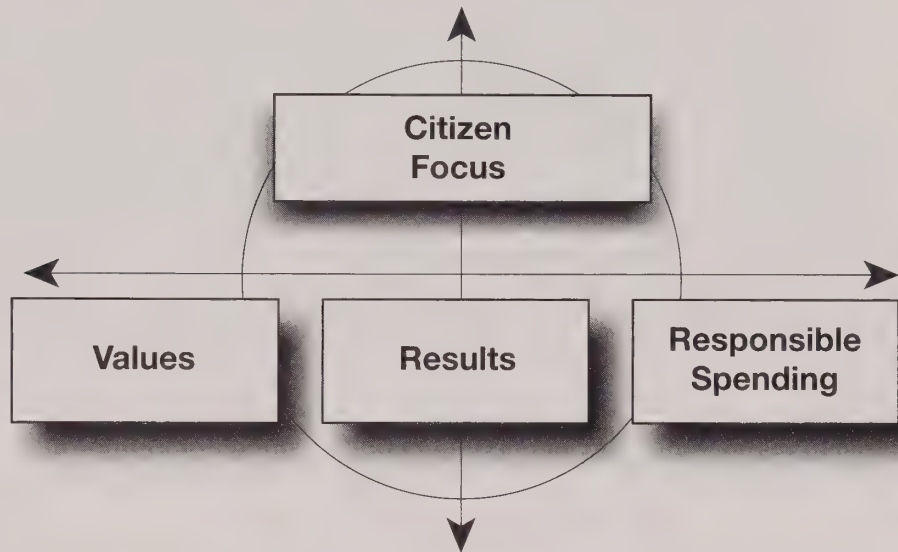 Citizen
Focus
Values
Results
Responsible
Spending